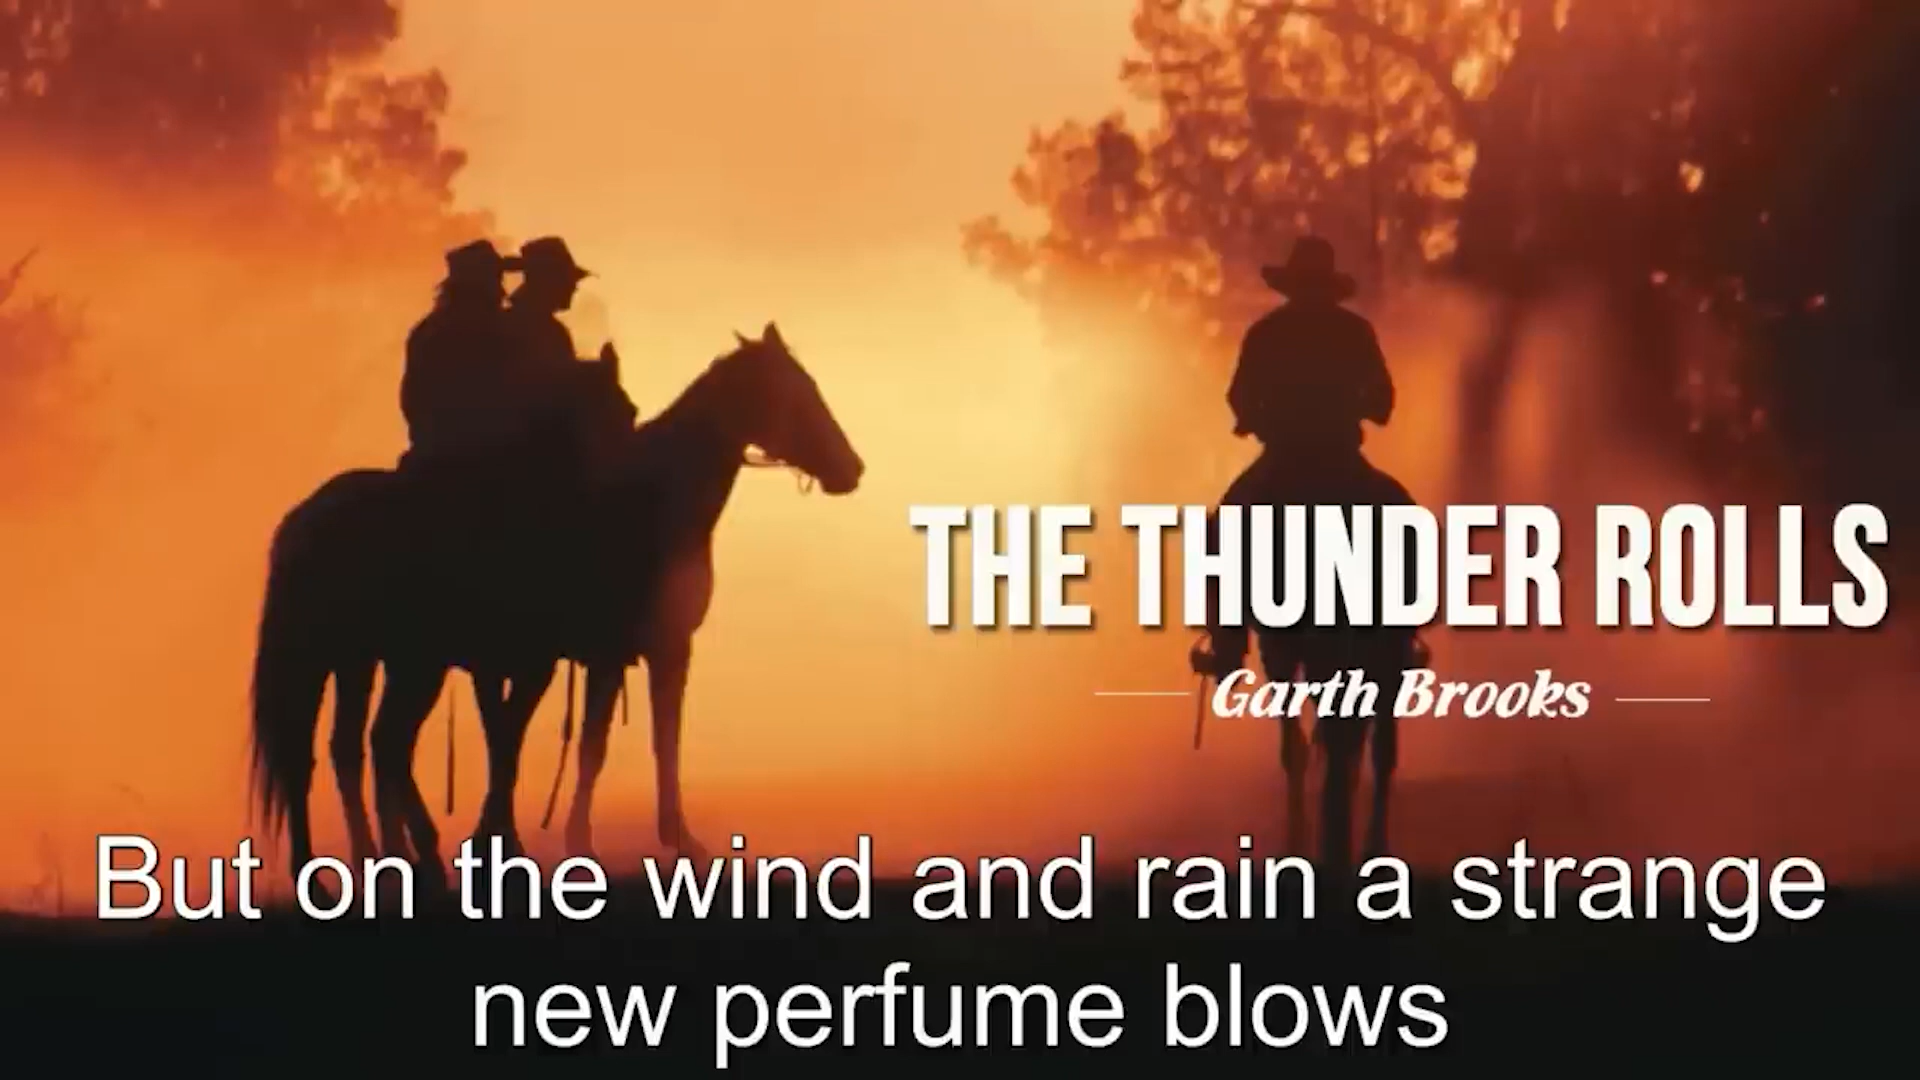 THE THUNDER ROLLS
Garth Brooks
But on the wind and rain a strange
new perfume blows